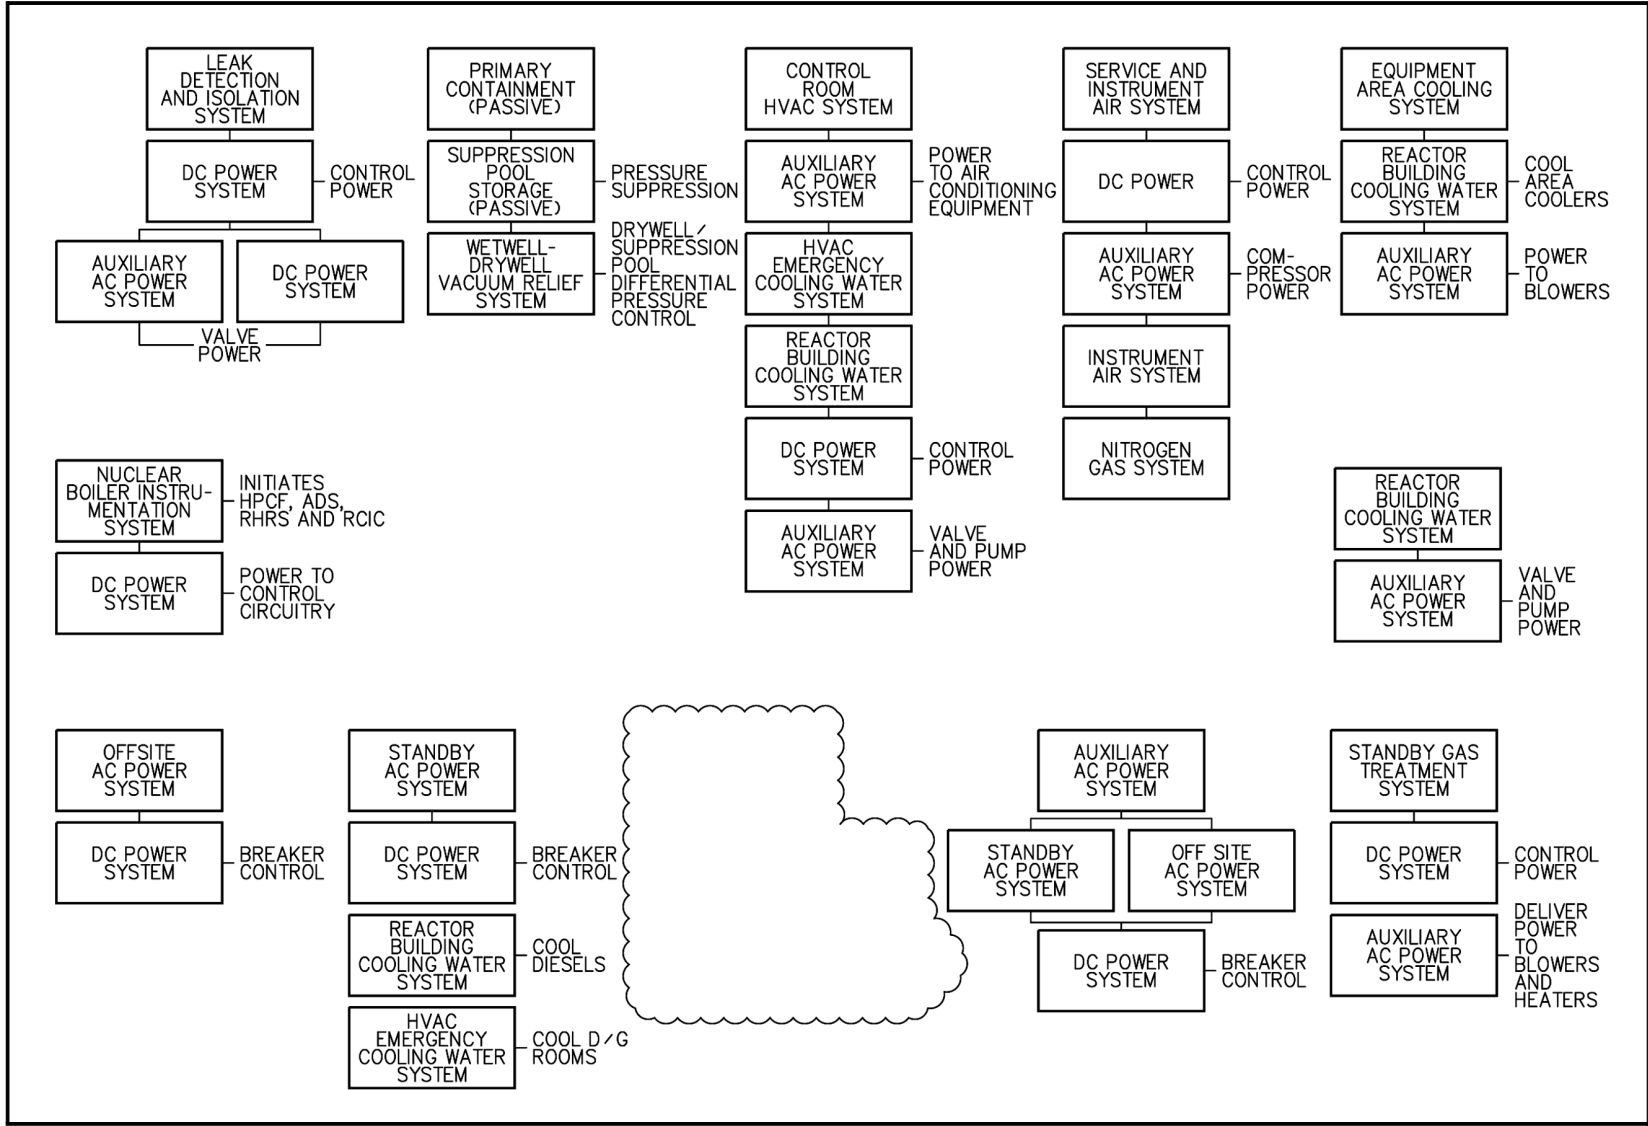 LEAK
DETECTION
AND ISOLATION
SYSTEM
DC POWER
SYSTEM
CONTROL
POWER
AUXILIARY
AC POWER
SYSTEM
DC POWER
SYSTEM
VALVE
POWER
PRIMARY
CONTAINMENT
(PASSIVE)
SUPPRESSION
POOL
STORAGE
(PASSIVE)
PRESSURE
SUPPRESSION
WETWELL-
DRYWELL
VACUUM RELIEF
SYSTEM
DRYWELL/
SUPPRESSION
POOL
DIFFERENTIAL
PRESSURE
CONTROL
CONTROL
ROOM
HVAC SYSTEM
AUXILIARY
AC POWER
SYSTEM
POWER
TO AIR
CONDITIONING
EQUIPMENT
HVAC
EMERGENCY
COOLING WATER
SYSTEM
REACTOR
BUILDING
COOLING WATER
SYSTEM
DC POWER
SYSTEM
CONTROL
POWER
AUXILIARY
AC POWER
SYSTEM
VALVE
AND PUMP
POWER
SERVICE AND
INSTRUMENT
AIR SYSTEM
DC POWER
CONTROL
POWER
AUXILIARY
AC POWER
SYSTEM
COM-
PRESSOR
POWER
INSTRUMENT
AIR SYSTEM
NITROGEN
GAS SYSTEM
EQUIPMENT
AREA COOLING
SYSTEM
REACTOR
BUILDING
COOLING WATER
SYSTEM
COOL
AREA
COOLERS
AUXILIARY
AC POWER
SYSTEM
POWER
TO
BLOWERS
NUCLEAR
BOILER INSTRU-
MENTATION
SYSTEM
INITIATES
HPCF, ADS,
RHRS AND RCIC
DC POWER
SYSTEM
POWER TO
CONTROL
CIRCUITRY
REACTOR
BUILDING
COOLING WATER
SYSTEM
AUXILIARY
AC POWER
SYSTEM
VALVE
AND
PUMP
POWER
OFFSITE
AC POWER
SYSTEM
DC POWER
SYSTEM
BREAKER
CONTROL
STANDBY
AC POWER
SYSTEM
DC POWER
SYSTEM
BREAKER
CONTROL
REACTOR
BUILDING
COOLING WATER
SYSTEM
COOL
DIESELS
HVAC
EMERGENCY
COOLING WATER
SYSTEM
COOL D/G
ROOMS
AUXILIARY
AC POWER
SYSTEM
STANDBY
AC POWER
SYSTEM
OFF SITE
AC POWER
SYSTEM
DC POWER
SYSTEM
BREAKER
CONTROL
STANDBY GAS
TREATMENT
SYSTEM
DC POWER
SYSTEM
CONTROL
POWER
AUXILIARY
AC POWER
SYSTEM
DELIVER
POWER
TO
BLOWERS
AND
HEATERS